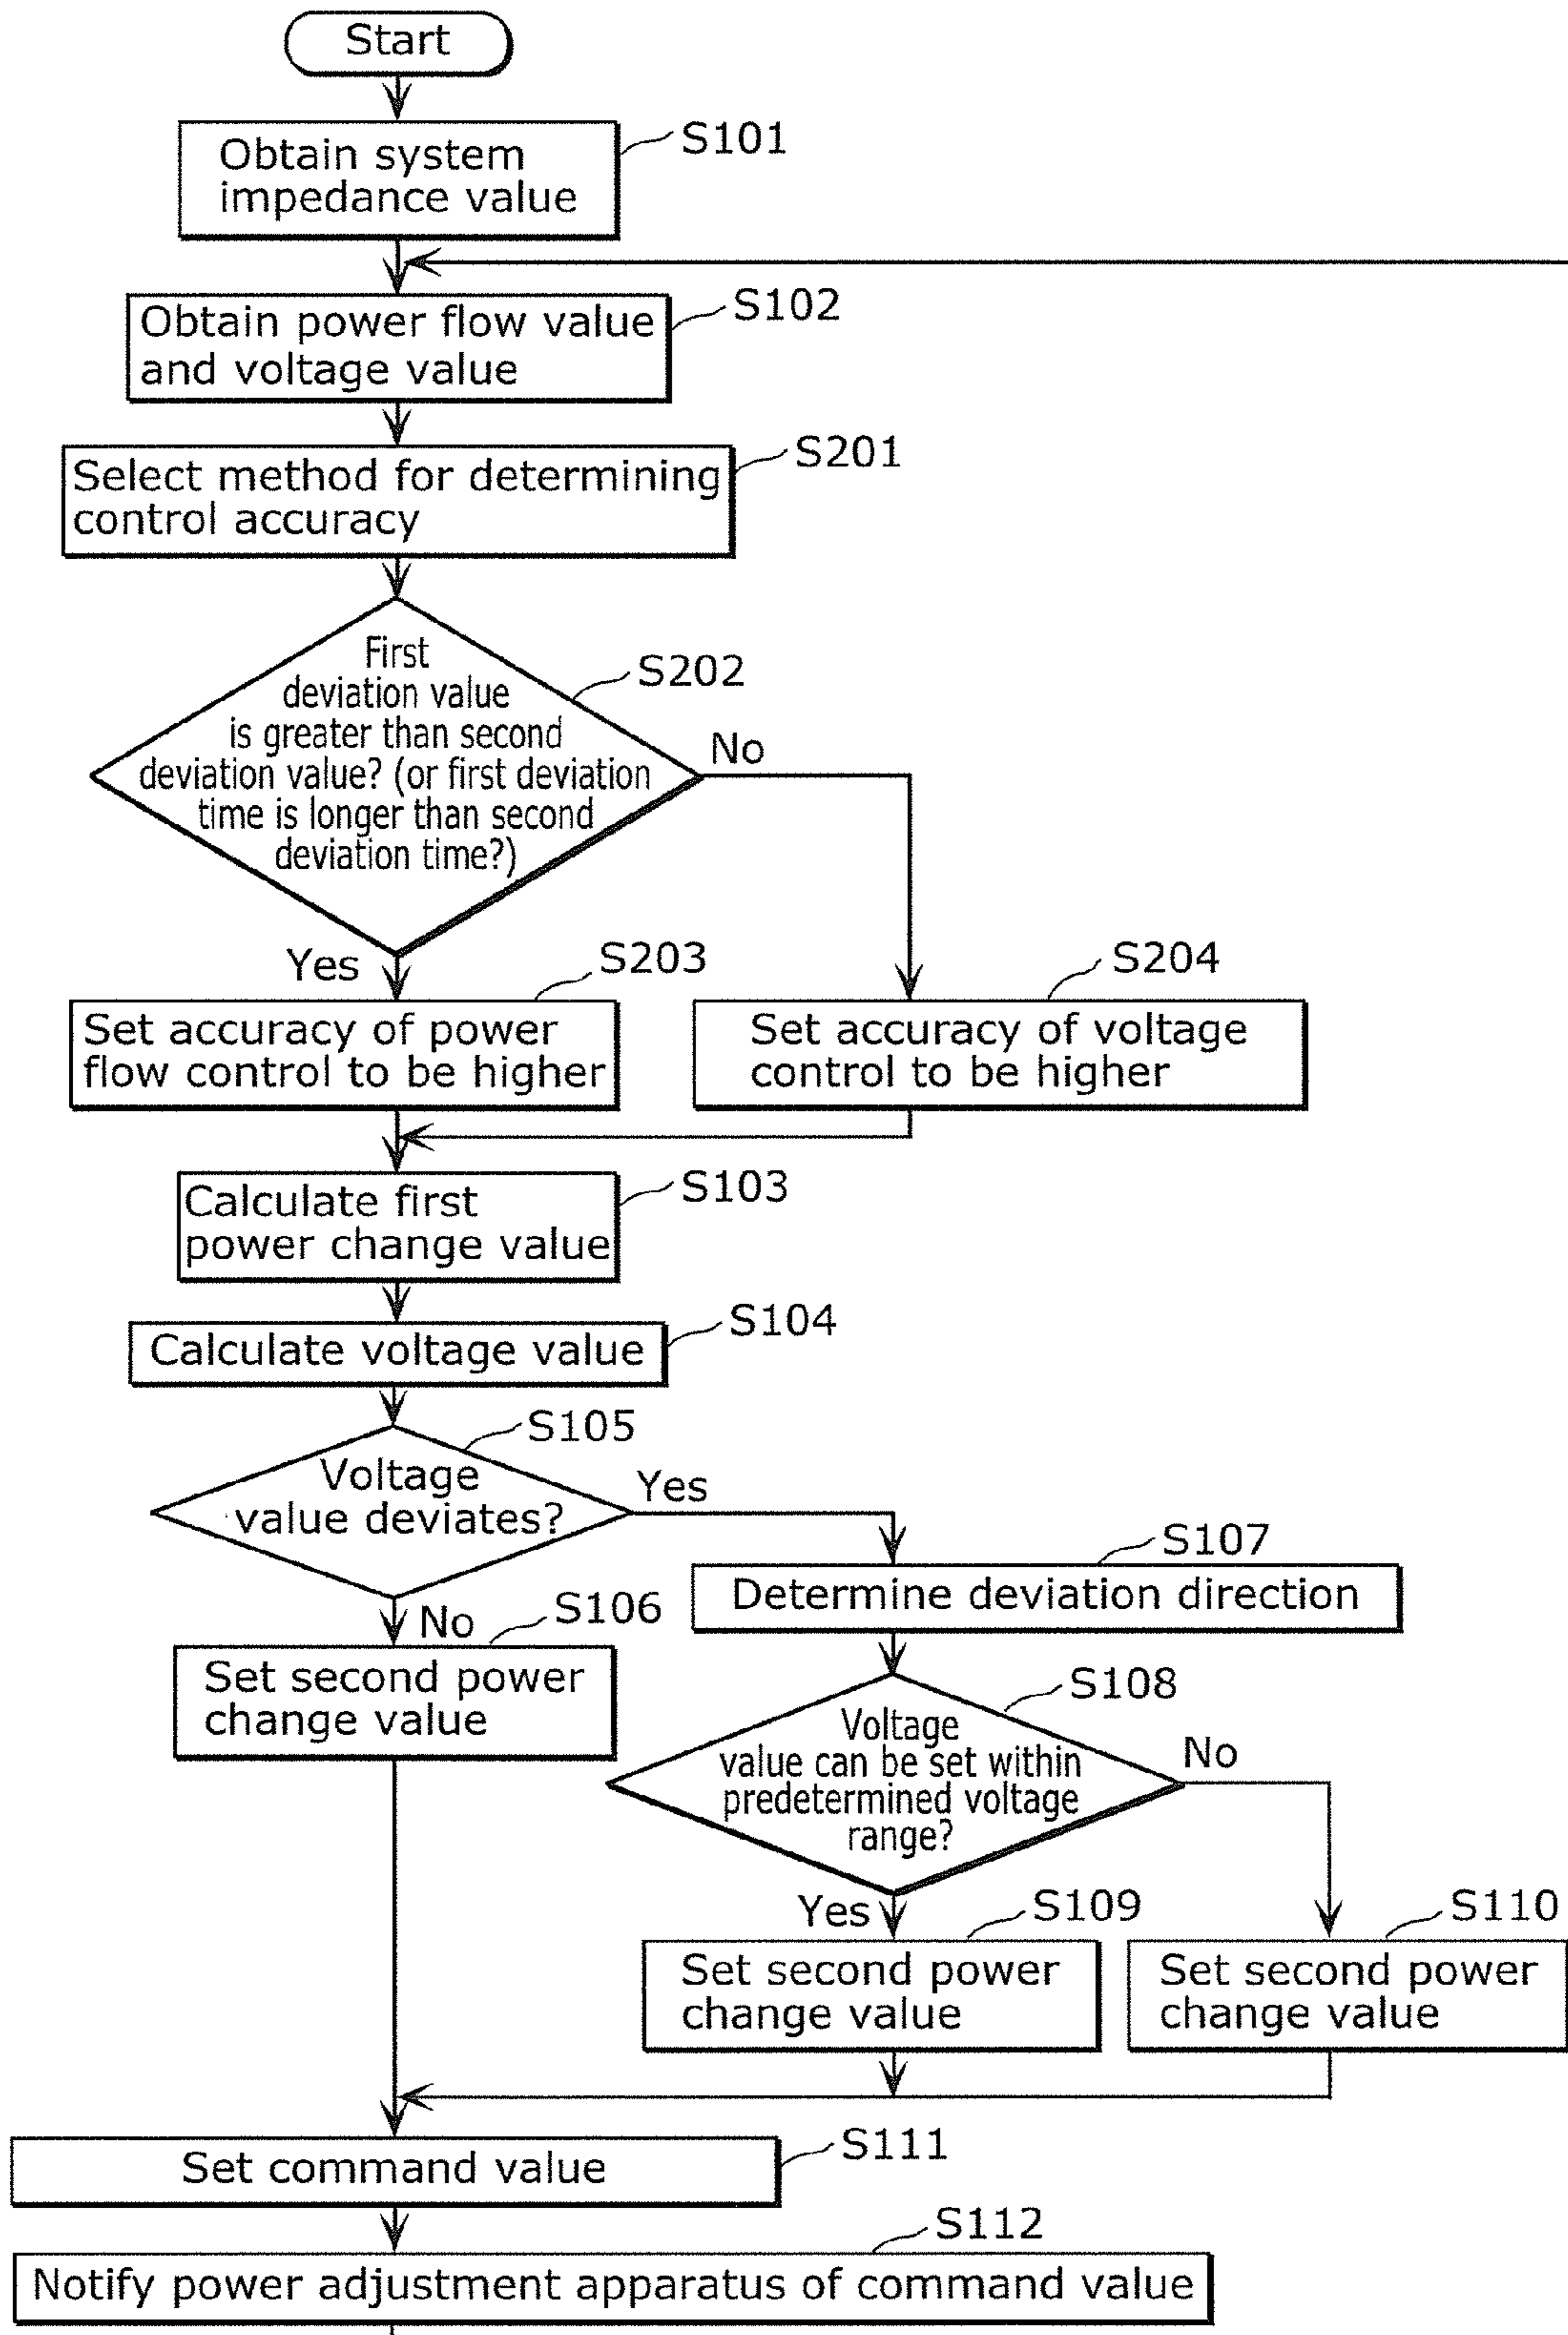 Start
S101
Obtain system
impedance value
S102
Obtain power flow value
and voltage value
S201
Select method for determining
control accuracy
S202
First
deviation value
is greater than second
deviation value? (or first deviation
time is longer than second
deviation time?)
No
Yes
S203
Set accuracy of power
flow control to be higher
S204
Set accuracy of voltage
control to be higher
S103
Calculate first
power change value
S104
Calculate voltage value
S105
Voltage
value deviates?
Yes
No
S106
Set second power
change value
S107
Determine deviation direction
S108
Voltage
value can be set within
predetermined voltage
range?
No
Yes
S109
Set second power
change value
S110
Set second power
change value
S111
Set command value
S112
Notify power adjustment apparatus of command value